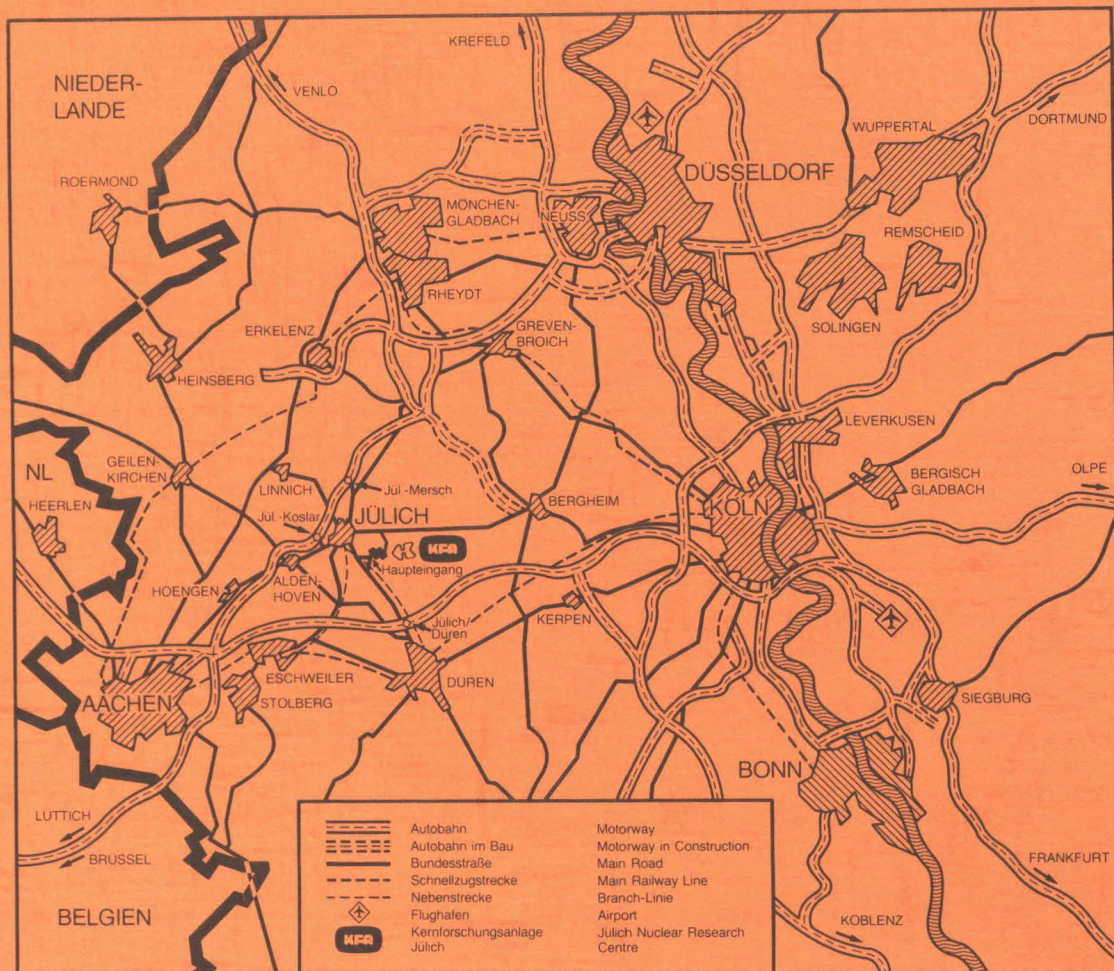 KREFELD
NIEDER-
LANDE
VENLO
DORTMUND
WUPPERTAL
DÜSSELDORF
ROERMOND
MÖNCHEN-
GLADBACH
NEUSS
REMSCHEID
RHEYDT
SOLINGEN
ERKELENZ
GREVEN-
BROICH
HEINSBERG
LEVERKUSEN
NL
GEILEN-
KIRCHEN
LINNICH
Jül.-Mersch
BERGHEIM
BERGISCH
GLADBACH
OLPE
HEERLEN
KÖLN
Jül.-Koslar
JÜLICH
KFA
Haupteingang
HOENGEN
ALDEN-
HOVEN
KERPEN
Jülich/
Düren
ESCHWEILER
DÜREN
AACHEN
STOLBERG
SIEGBURG
BONN
LÜTTICH
BRÜSSEL
FRANKFURT
BELGIEN
KOBLENZ
Autobahn Motorway
Autobahn im Bau Motorway in Construction
Bundesstraße Main Road
Schnellzugstrecke Main Railway Line
Nebenstrecke Branch-Linie
Flughafen Airport
KFA Kernforschungsanlage Jülich Nuclear Research
Jülich Centre